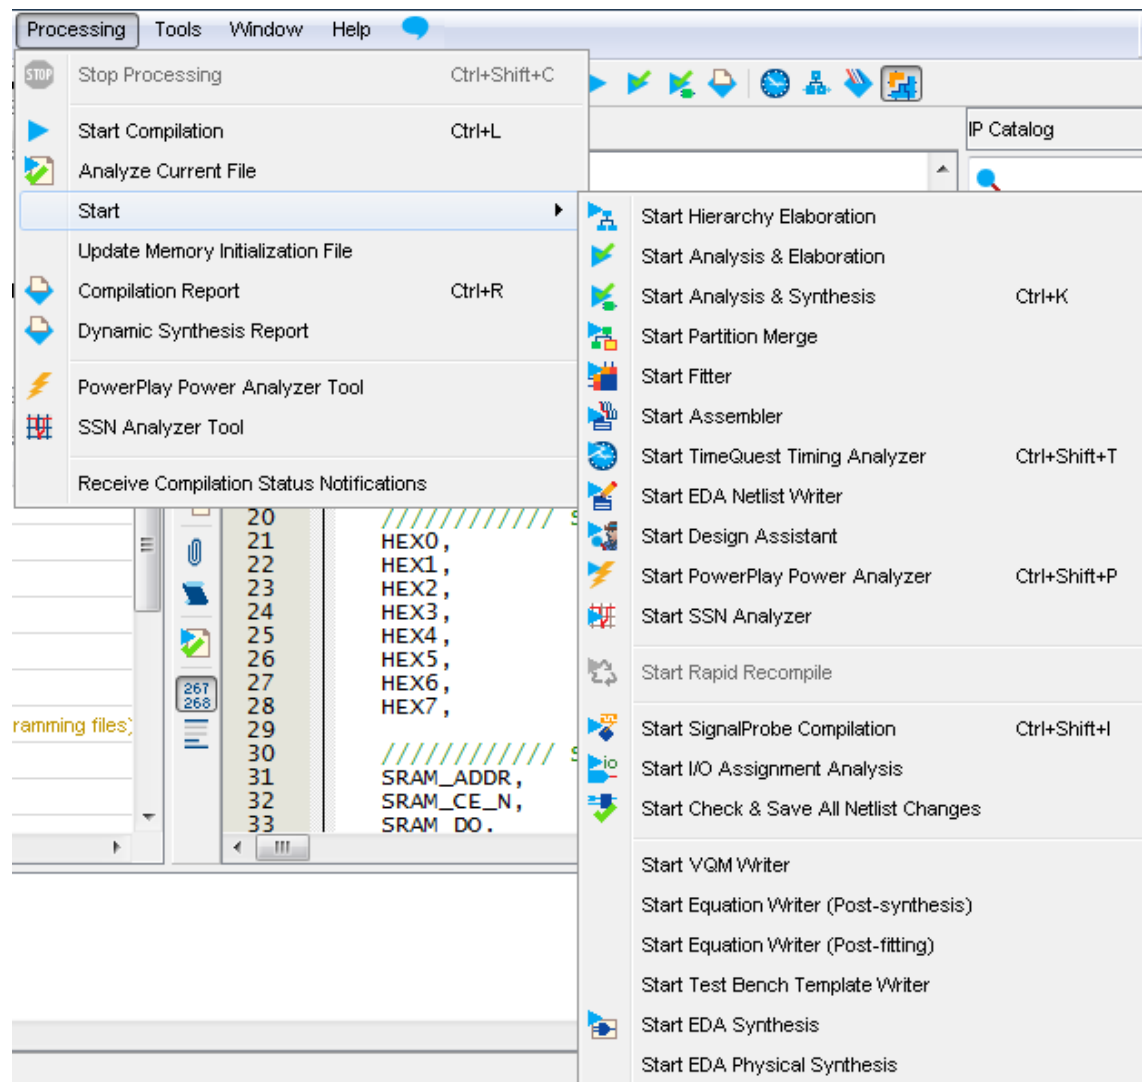 Processing Tools Window Help
STOP Stop Processing Ctrl+Shift+C
Start Compilation Ctrl+L
IP Catalog
Analyze Current File
Start
Update Memory Initialization File
Compilation Report Ctrl+R
Dynamic Synthesis Report
PowerPlay Power Analyzer Tool
SSN Analyzer Tool
Receive Compilation Status Notifications
Start Hierarchy Elaboration
Start Analysis & Elaboration
Start Analysis & Synthesis Ctrl+K
Start Partition Merge
Start Fitter
Start Assembler
Start TimeQuest Timing Analyzer Ctrl+Shift+T
Start EDA Netlist Writer
Start Design Assistant
Start PowerPlay Power Analyzer Ctrl+Shift+P
Start SSN Analyzer
Start Rapid Recompile
Start SignalProbe Compilation Ctrl+Shift+I
io Start I/O Assignment Analysis
Start Check & Save All Netlist Changes
Start VQM Writer
Start Equation Writer (Post-synthesis)
Start Equation Writer (Post-fitting)
Start Test Bench Template Writer
Start EDA Synthesis
Start EDA Physical Synthesis
ramming files)
267
268
20 //////////// S
21 HEX0,
22 HEX1,
23 HEX2,
24 HEX3,
25 HEX4,
26 HEX5,
27 HEX6,
28 HEX7,
29
30 //////////// S
31 SRAM_ADDR,
32 SRAM_CE_N,
33 SRAM_DQ,